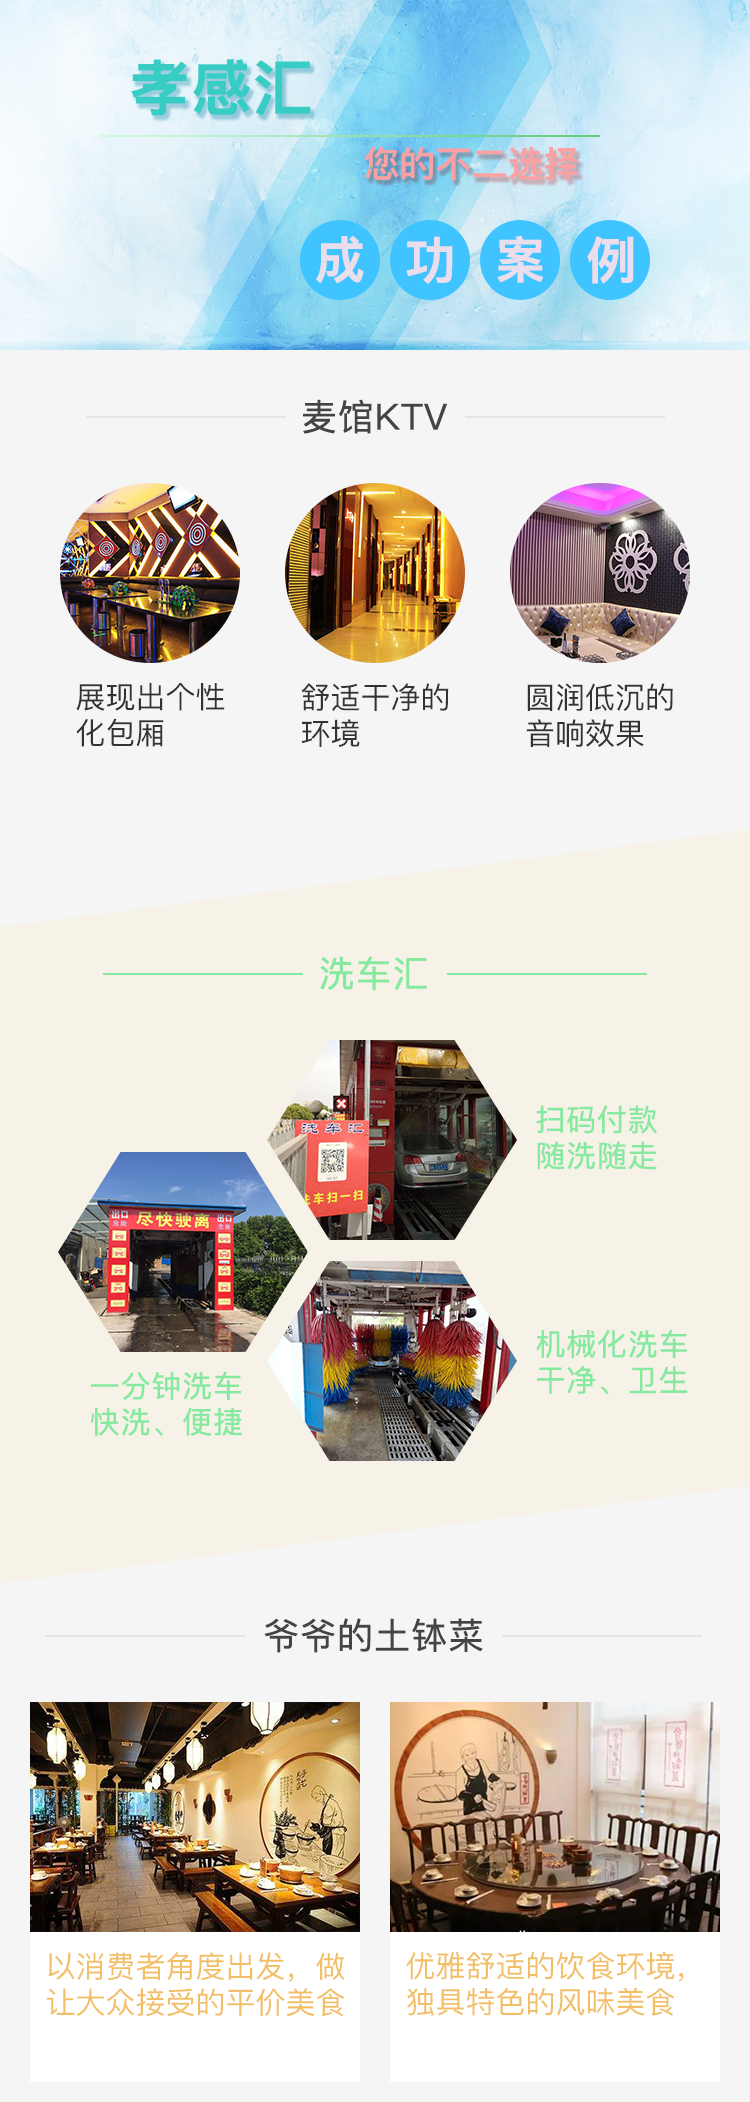 孝感汇
您的不二选择
成功案例
麦馆KTV
展现出个性
化包厢
舒适干净的
环境
圆润低沉的
音响效果
洗车汇
洗车汇
洗车扫一扫
扫码付款
随洗随走
出口
尽快驶离
出口
机械化洗车
干净、卫生
一分钟洗车
快洗、便捷
爷爷的土钵菜
以消费者角度出发，做
让大众接受的平价美食
优雅舒适的饮食环境，
独具特色的风味美食